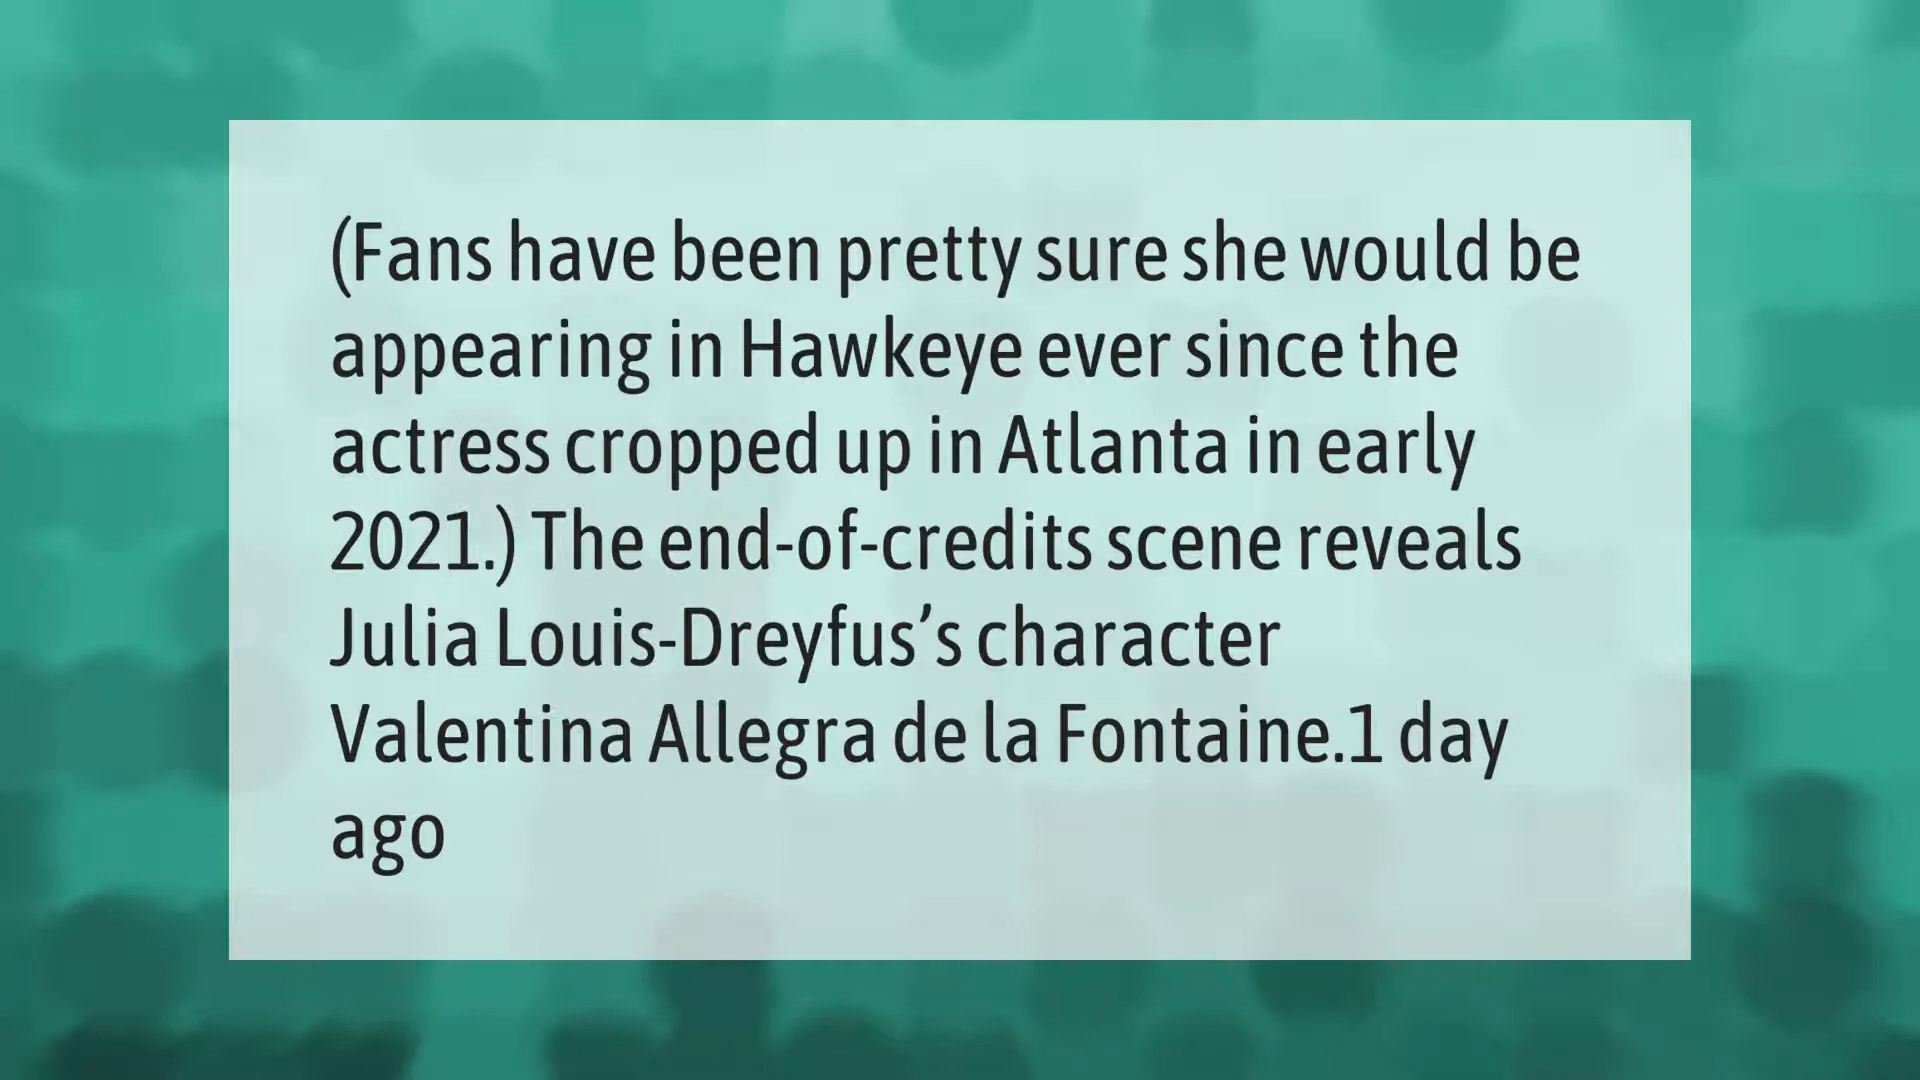 (Fans have been pretty sure she would be
appearing in Hawkeye ever since the
actress cropped up in Atlanta in early
2021.) The end-of-credits scene reveals
Julia Louis-Dreyfus’s character
Valentina Allegra de la Fontaine.1 day
ago